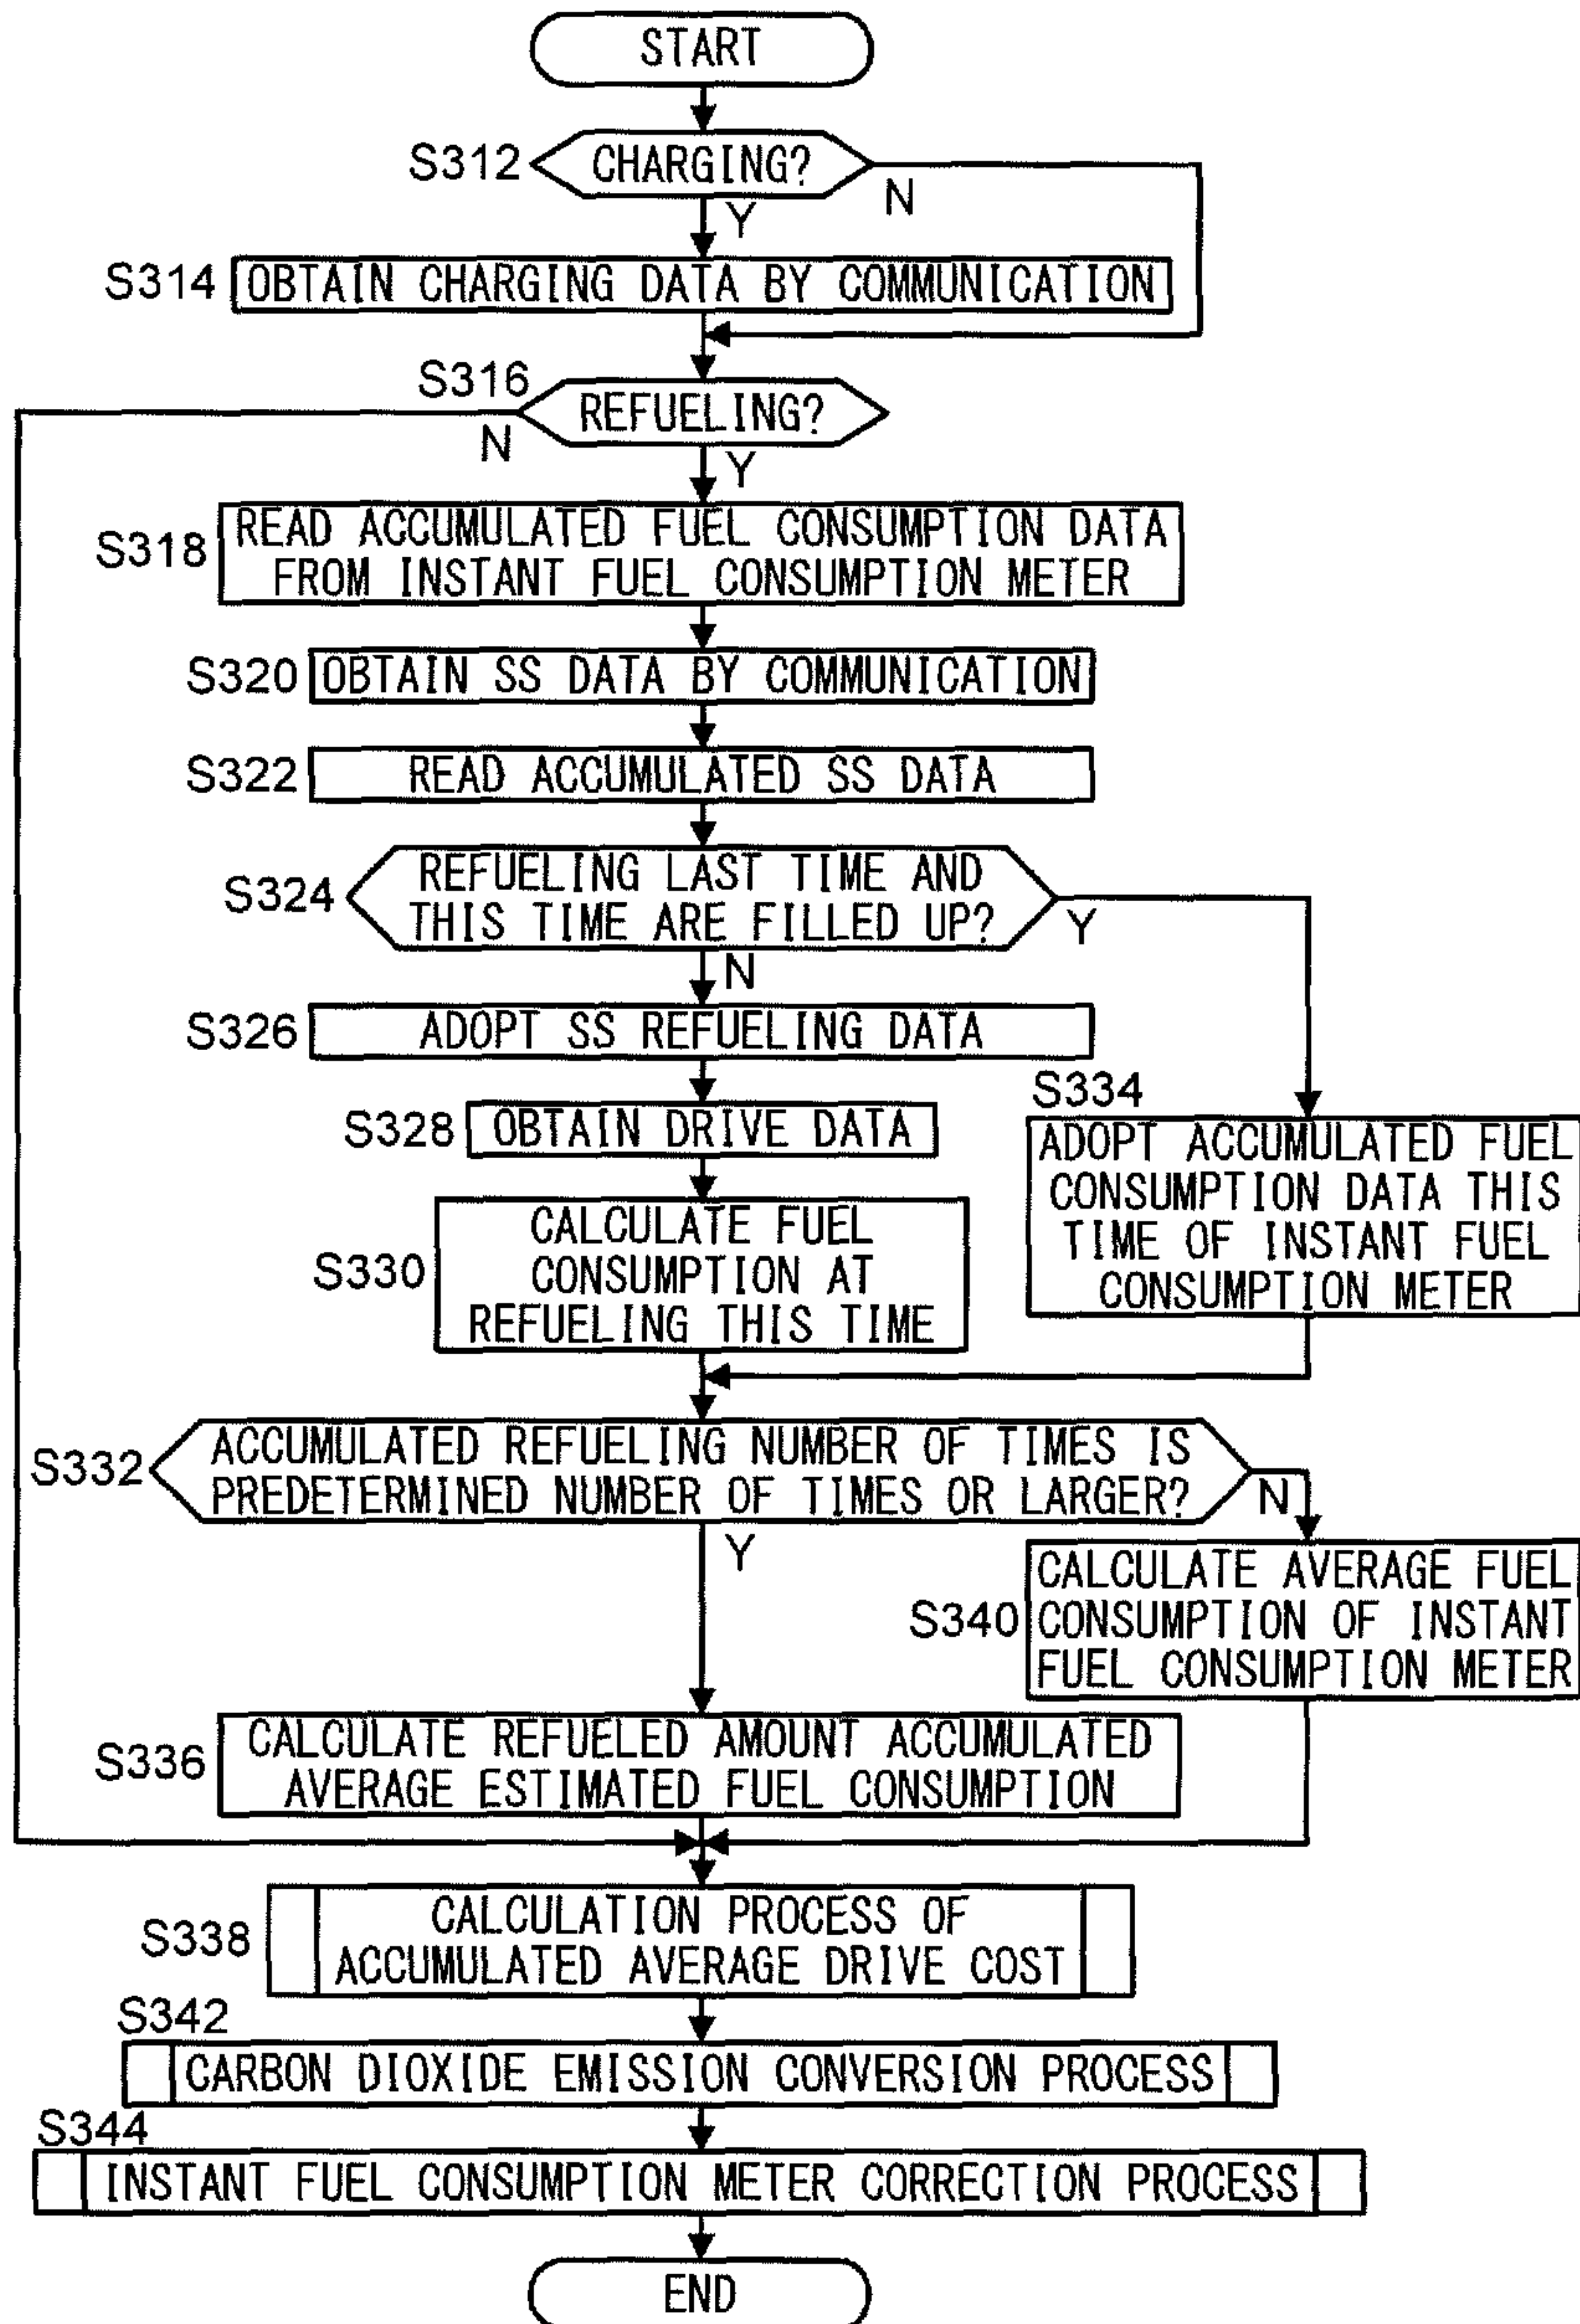 START
S312
CHARGING?
N
Y
S314
OBTAIN CHARGING DATA BY COMMUNICATION
S316
REFUELING?
N
Y
S318
READ ACCUMULATED FUEL CONSUMPTION DATA
FROM INSTANT FUEL CONSUMPTION METER
S320
OBTAIN SS DATA BY COMMUNICATION
S322
READ ACCUMULATED SS DATA
S324
REFUELING LAST TIME AND
THIS TIME ARE FILLED UP?
Y
N
S326
ADOPT SS REFUELING DATA
S328
OBTAIN DRIVE DATA
S334
ADOPT ACCUMULATED FUEL
CONSUMPTION DATA THIS
TIME OF INSTANT FUEL
CONSUMPTION METER
S330
CALCULATE FUEL
CONSUMPTION AT
REFUELING THIS TIME
S332
ACCUMULATED REFUELING NUMBER OF TIMES IS
PREDETERMINED NUMBER OF TIMES OR LARGER?
N
Y
S340
CALCULATE AVERAGE FUEL
CONSUMPTION OF INSTANT
FUEL CONSUMPTION METER
S336
CALCULATE REFUELED AMOUNT ACCUMULATED
AVERAGE ESTIMATED FUEL CONSUMPTION
S338
CALCULATION PROCESS OF
ACCUMULATED AVERAGE DRIVE COST
S342
CARBON DIOXIDE EMISSION CONVERSION PROCESS
S344
INSTANT FUEL CONSUMPTION METER CORRECTION PROCESS
END